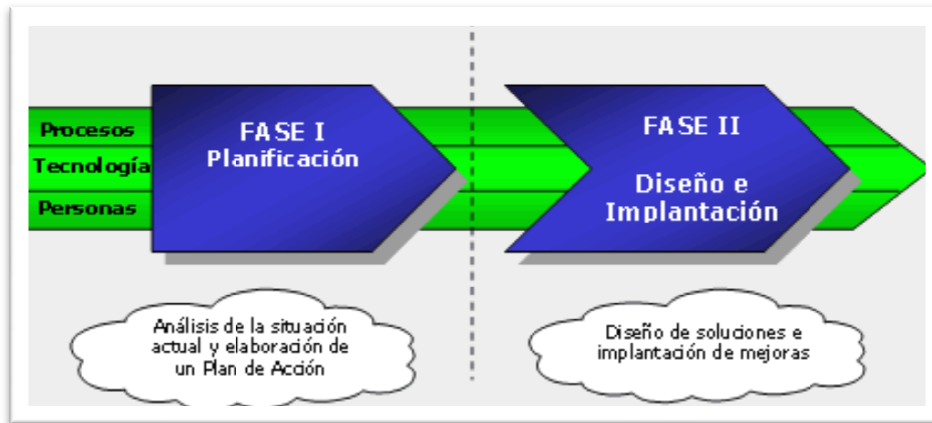 Procesos
Tecnología
Personas
FASE I
Planificación
FASE II
Diseño e
Implantación
Análisis de la situación
actual y elaboración de
un Plan de Acción
Diseño de soluciones e
implantación de mejoras